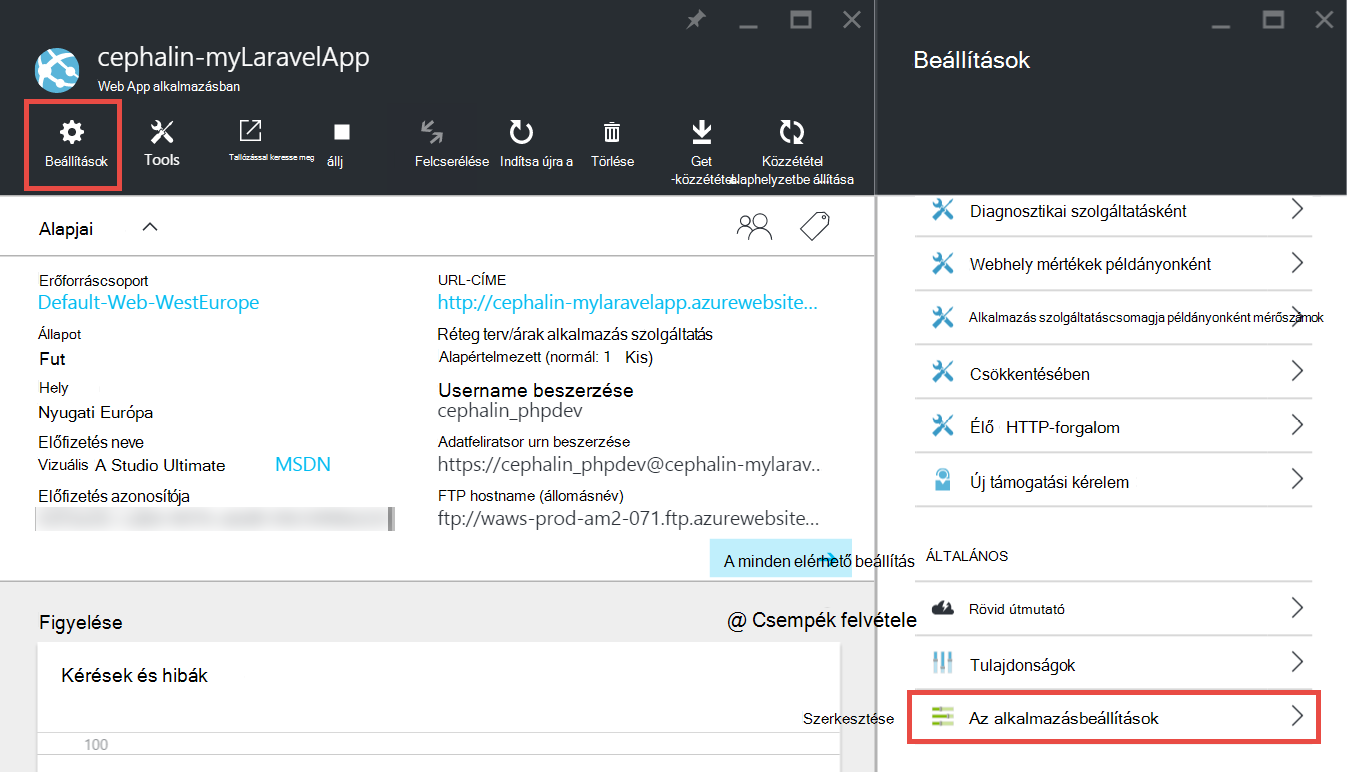 cephalin-myLaravelApp
Web App alkalmazásban
Beállítások
Tools
Tallózással keresse meg
állj
Felcserélése
Indítsa újra a
Törlése
Get
-közzététel
Közzététel
alaphelyzetbe állítása
Alapjai
Erőforráscsoport
Default-Web-WestEurope
Állapot
Fut
Hely
Nyugati Európa
Előfizetés neve
Vizuális A Studio Ultimate MSDN
Előfizetés azonosítója
URL-CÍME
http://cephalin-mylaravelapp.azurewebsite...
Réteg terv/árak alkalmazás szolgáltatás
Alapértelmezett (normál: 1 Kis)
Username beszerzése
cephalin_phpdev
Adatfeliratsor urn beszerzése
https://cephalin_phpdev@cephalin-mylarav..
FTP hostname (állomásnév)
ftp://waws-prod-am2-071.ftp.azurewebsite...
A minden elérhető beállítás
Figyelése
@ Csempék felvétele
Kérések és hibák
Szerkesztése
100
Beállítások
Diagnosztikai szolgáltatásként
Webhely mértékek példányonként
Alkalmazás szolgáltatáscsomagja példányonként mérőszámok
Csökkentésében
Élő HTTP-forgalom
Új támogatási kérelem
ÁLTALÁNOS
Rövid útmutató
Tulajdonságok
Az alkalmazásbeállítások